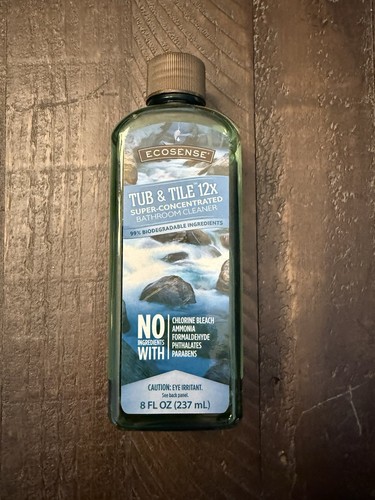 ECOSENSE®
TUB & TILE 12x
SUPER-CONCENTRATED
BATHROOM CLEANER
99% BIODEGRADABLE INGREDIENTS
NO
INGREDIENTS
WITH
CHLORINE BLEACH
AMMONIA
FORMALDEHYDE
PHTHALATES
PARABENS
CAUTION: EYE IRRITANT.
See back panel.
8 FL OZ (237 mL)